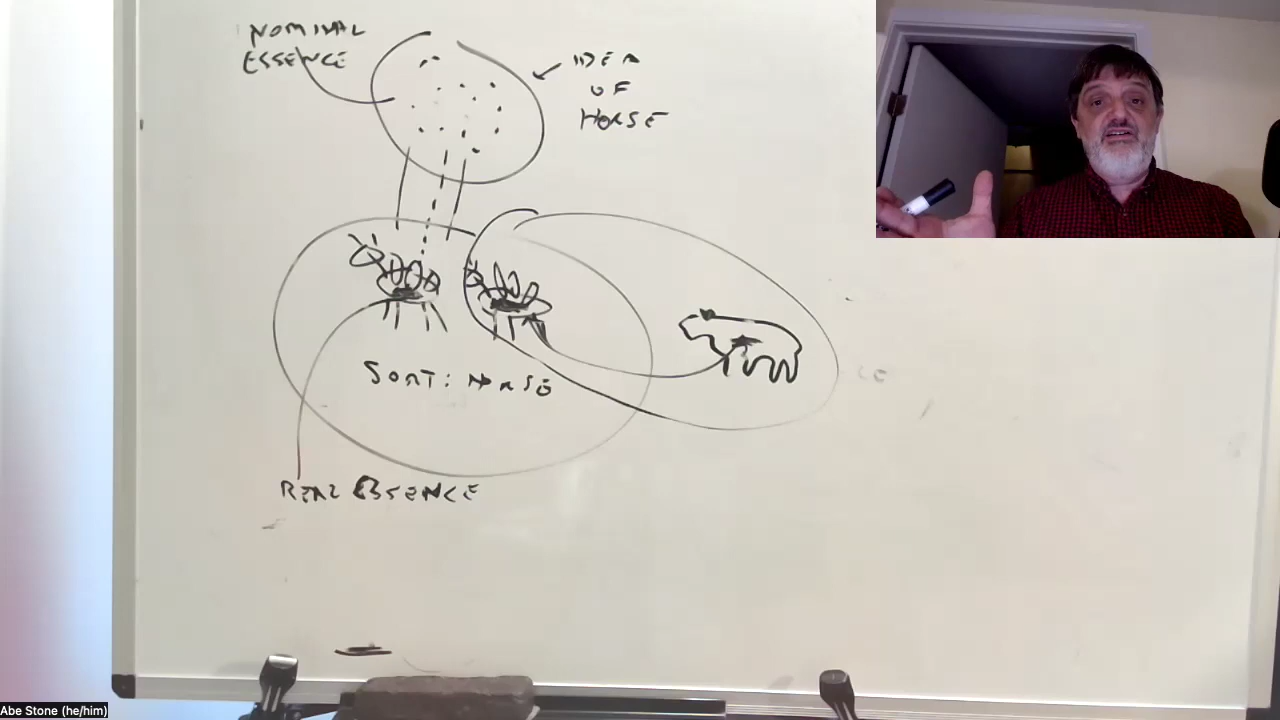 NOMINAL
ESSENCE
IDEA
OF
HORSE
SORT: HORSE
REAL ESSENCE
Abe Stone (he/him)